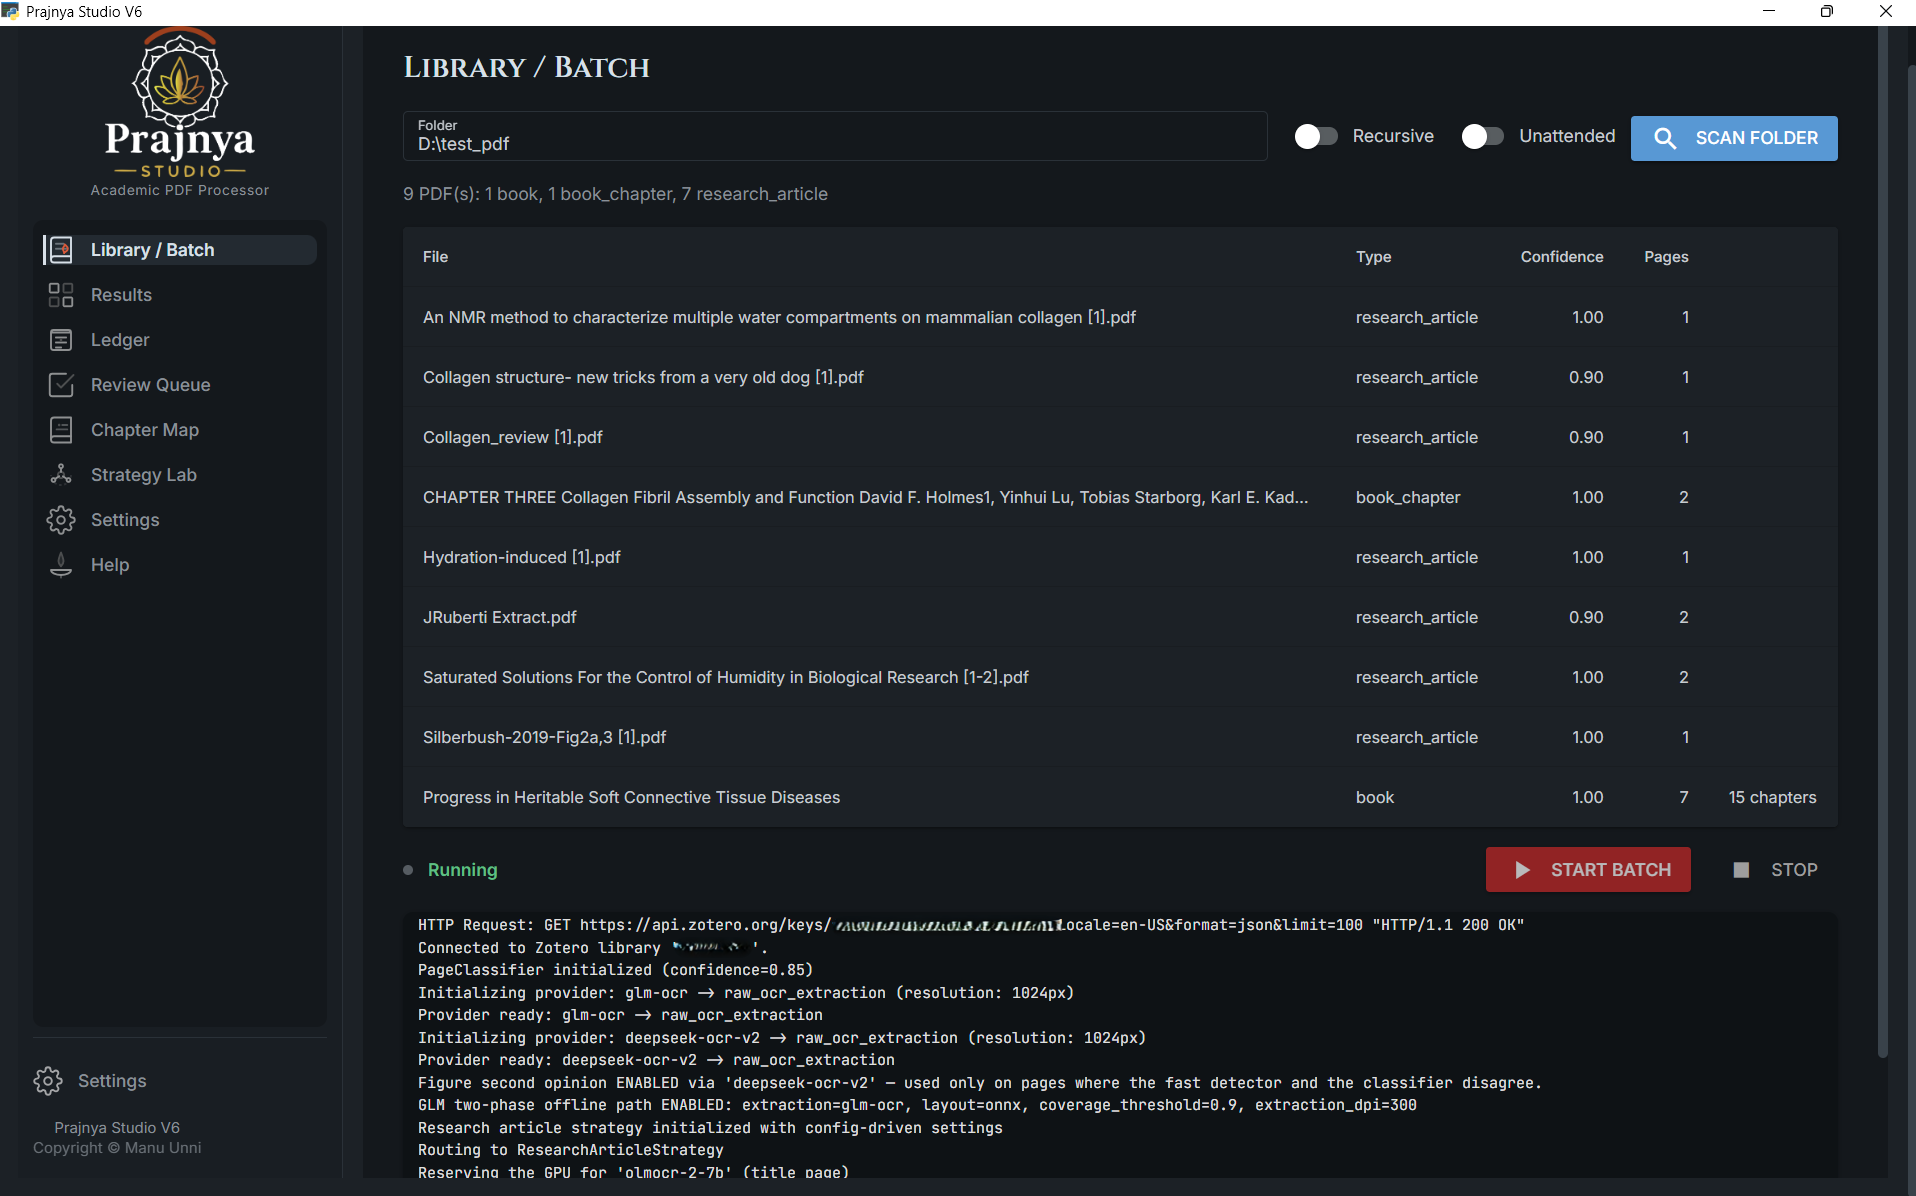 Prajnya Studio V6
Prajnya
STUDIO
Academic PDF Processor
Library / Batch
Results
Ledger
Review Queue
Chapter Map
Strategy Lab
Settings
Help
Settings
Prajnya Studio V6
Copyright © Manu Unni
Library / Batch
Folder
D:\test_pdf
Recursive
Unattended
SCAN FOLDER
9 PDF(s): 1 book, 1 book_chapter, 7 research_article
File Type Confidence Pages
An NMR method to characterize multiple water compartments on mammalian collagen [1].pdf research_article 1.00 1
Collagen structure- new tricks from a very old dog [1].pdf research_article 0.90 1
Collagen_review [1].pdf research_article 0.90 1
CHAPTER THREE Collagen Fibril Assembly and Function David F. Holmes1, Yinhui Lu, Tobias Starborg, Karl E. Kad... book_chapter 1.00 2
Hydration-induced [1].pdf research_article 1.00 1
JRuberti Extract.pdf research_article 0.90 2
Saturated Solutions For the Control of Humidity in Biological Research [1-2].pdf research_article 1.00 2
Silberbush-2019-Fig2a,3 [1].pdf research_article 1.00 1
Progress in Heritable Soft Connective Tissue Diseases book 1.00 7 15 chapters
Running
START BATCH
STOP
HTTP Request: GET https://api.zotero.org/keys/ locale=en-US&format=json&limit=100 "HTTP/1.1 200 OK"
Connected to Zotero library ' '.
PageClassifier initialized (confidence=0.85)
Initializing provider: glm-ocr → raw_ocr_extraction (resolution: 1024px)
Provider ready: glm-ocr → raw_ocr_extraction
Initializing provider: deepseek-ocr-v2 → raw_ocr_extraction (resolution: 1024px)
Provider ready: deepseek-ocr-v2 → raw_ocr_extraction
Figure second opinion ENABLED via 'deepseek-ocr-v2' — used only on pages where the fast detector and the classifier disagree.
GLM two-phase offline path ENABLED: extraction=glm-ocr, layout=onnx, coverage_threshold=0.9, extraction_dpi=300
Research article strategy initialized with config-driven settings
Routing to ResearchArticleStrategy
Reserving the GPU for 'olmocr-2-7b' (title page)